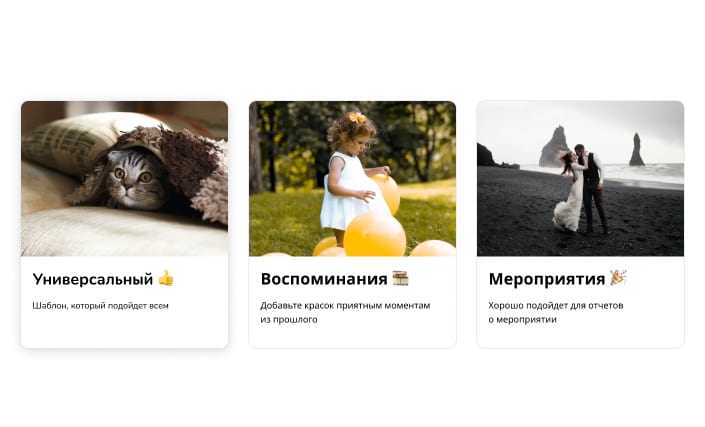 Универсальный 👍
Шаблон, который подойдет всем
Воспоминания 🎞️
Добавьте красок приятным моментам
из прошлого
Мероприятия 🎉
Хорошо подойдет для отчетов
о мероприятии